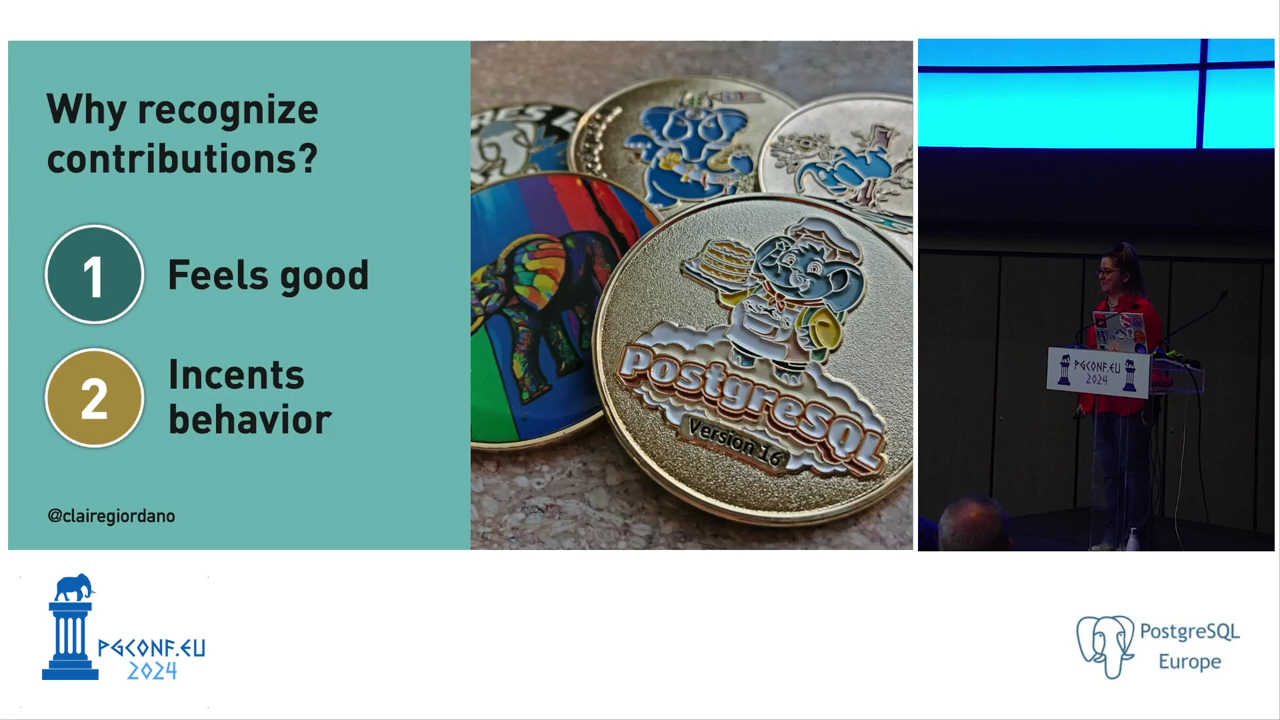 Why recognize
contributions?
1
Feels good
2
Incents
behavior
@clairegiordano
PostgreSQL
Version 16
PGCONF.EU
2024
PGCONF.EU
2024
PostgreSQL
Europe